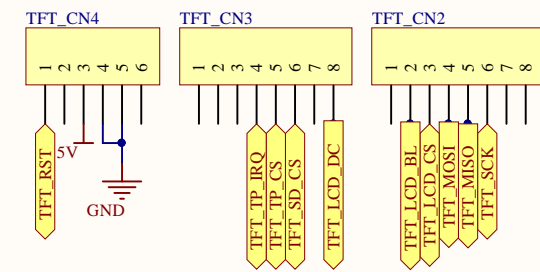 TFT_CN4
TFT_CN3
TFT_CN2
1 2 3 4 5 6
1 2 3 4 5 6 7 8
1 2 3 4 5 6 7 8
TFT_RST
5V
GND
TFT_TP_IRQ
TFT_TP_CS
TFT_SD_CS
TFT_LCD_DC
TFT_LCD_BL
TFT_LCD_CS
TFT_MOSI
TFT_MISO
TFT_SCK